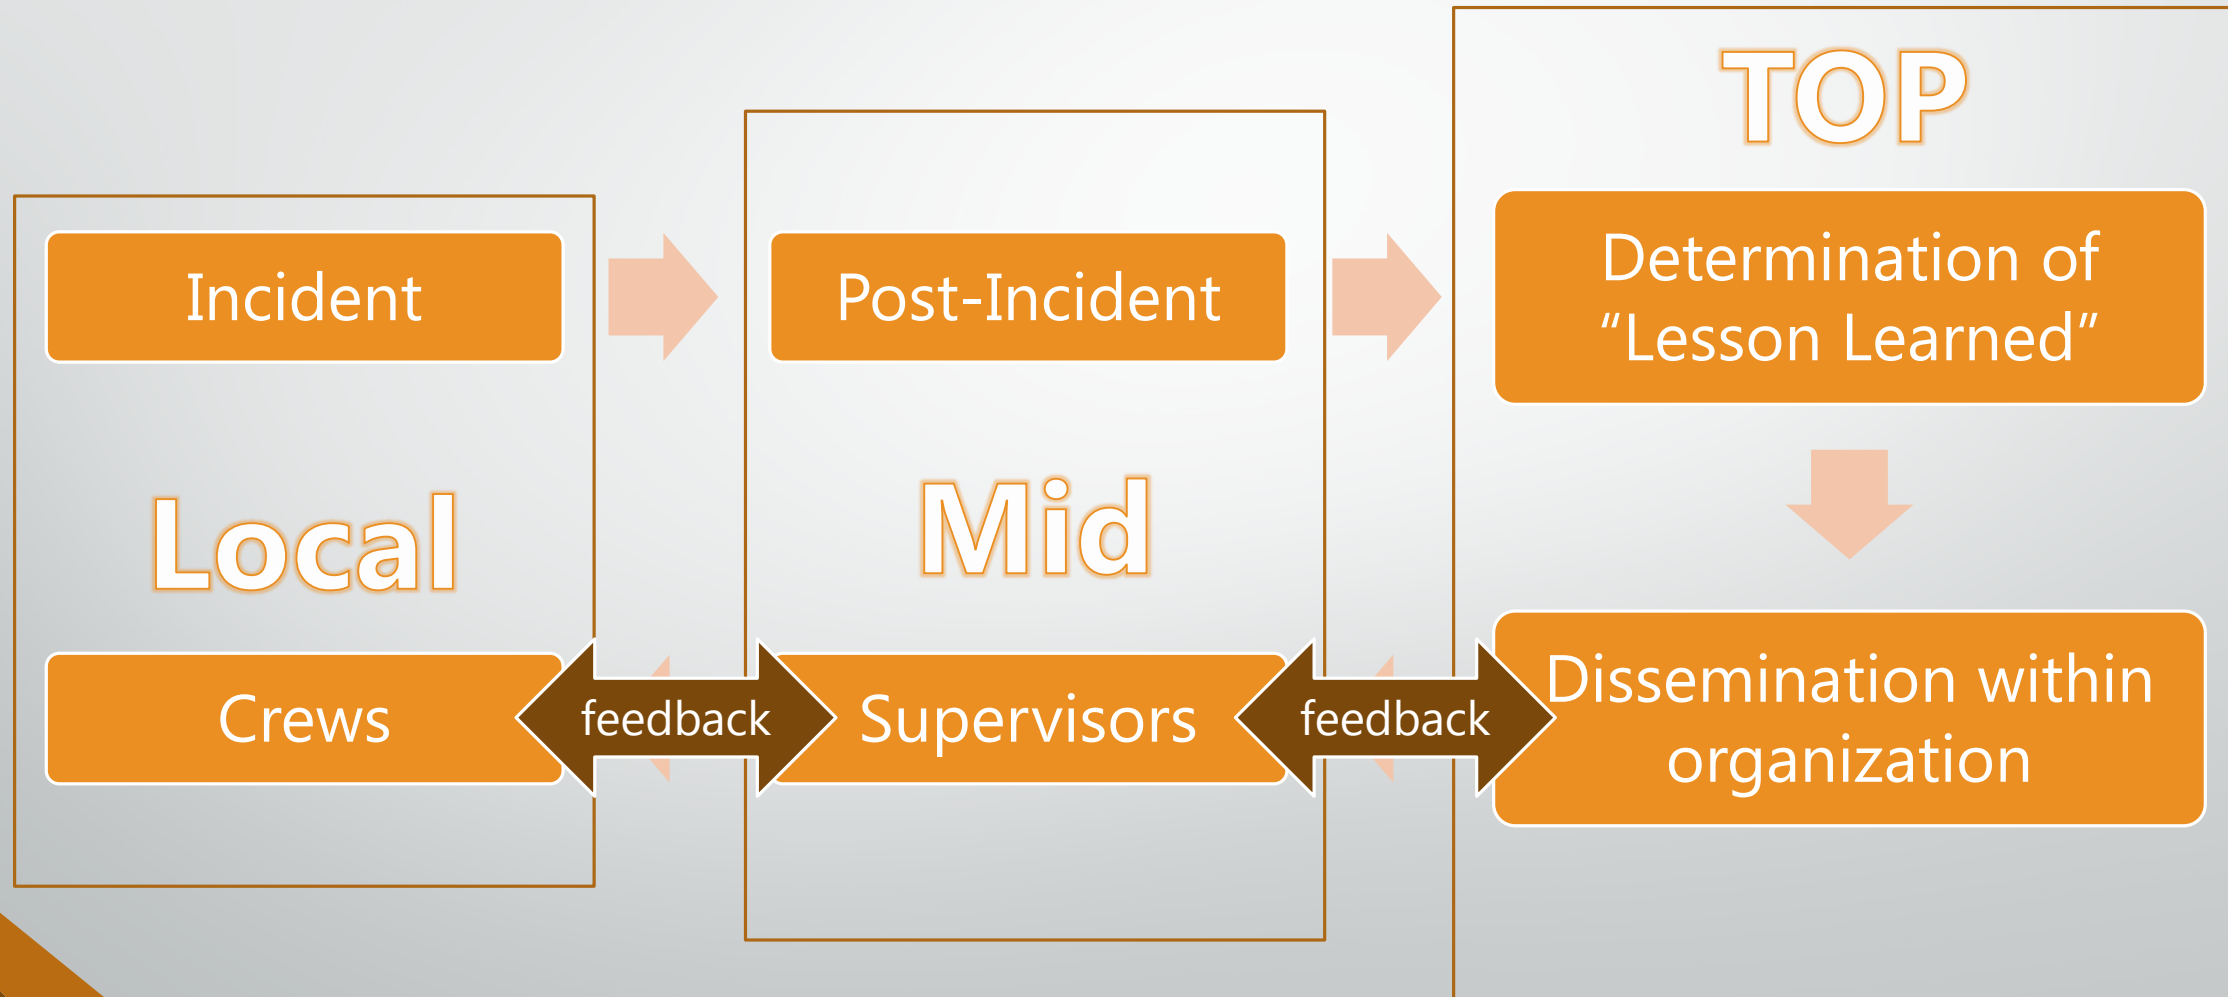 TOP
Incident
Post-Incident
Determination of
“Lesson Learned”
Local
Mid
Crews
feedback
Supervisors
feedback
Dissemination within
organization